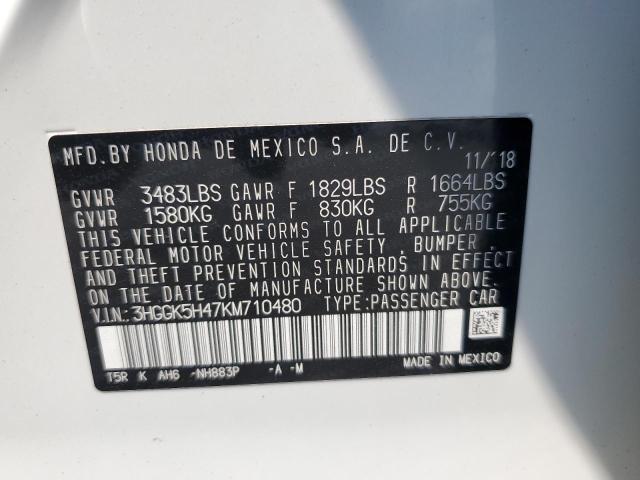 MFD. BY HONDA DE MEXICO S.A. DE C.V. 11/'18
GVWR 3483LBS GAWR F 1829LBS R 1664LBS
GVWR 1580KG GAWR F 830KG R 755KG
THIS VEHICLE CONFORMS TO ALL APPLICABLE
FEDERAL MOTOR VEHICLE SAFETY , BUMPER ,
AND THEFT PREVENTION STANDARDS IN EFFECT
ON THE DATE OF MANUFACTURE SHOWN ABOVE.
V.I.N.: 3HGGK5H47KM710480 TYPE:PASSENGER CAR
MADE IN MEXICO
T5R K AH6 -NH883P -A -M